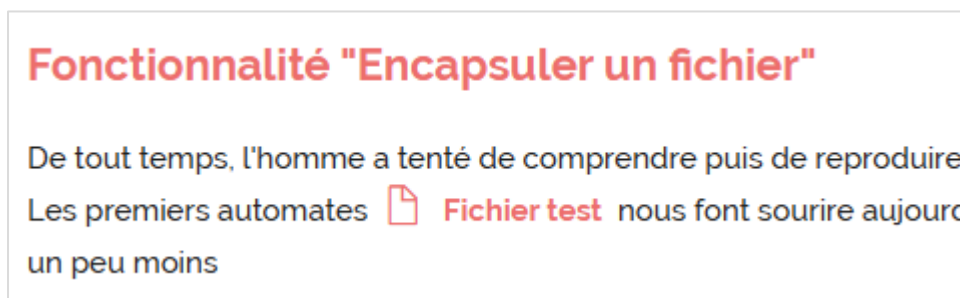 Fonctionnalité "Encapsuler un fichier"
De tout temps, l'homme a tenté de comprendre puis de reproduire
Les premiers automates Fichier test nous font sourire
un peu moins